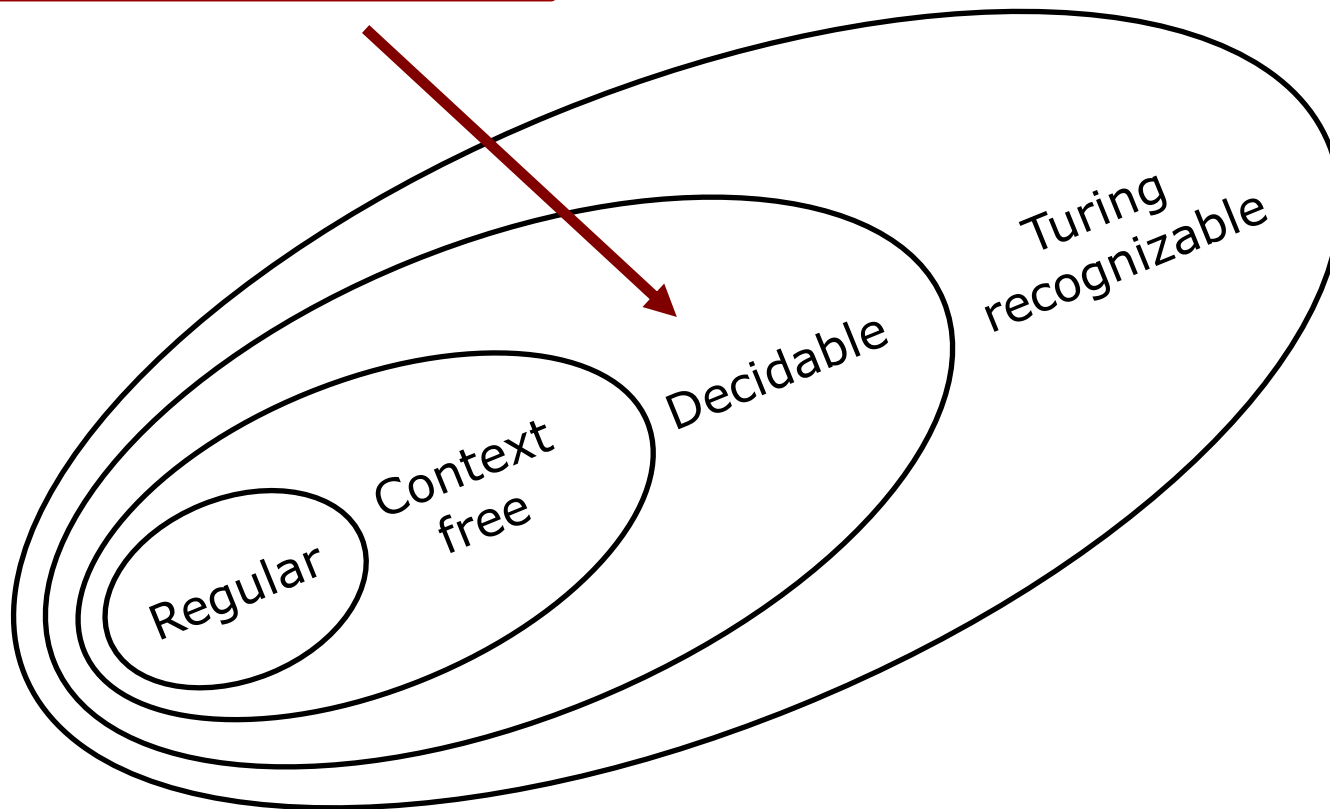 Turing
recognizable
Decidable
Context
free
Regular